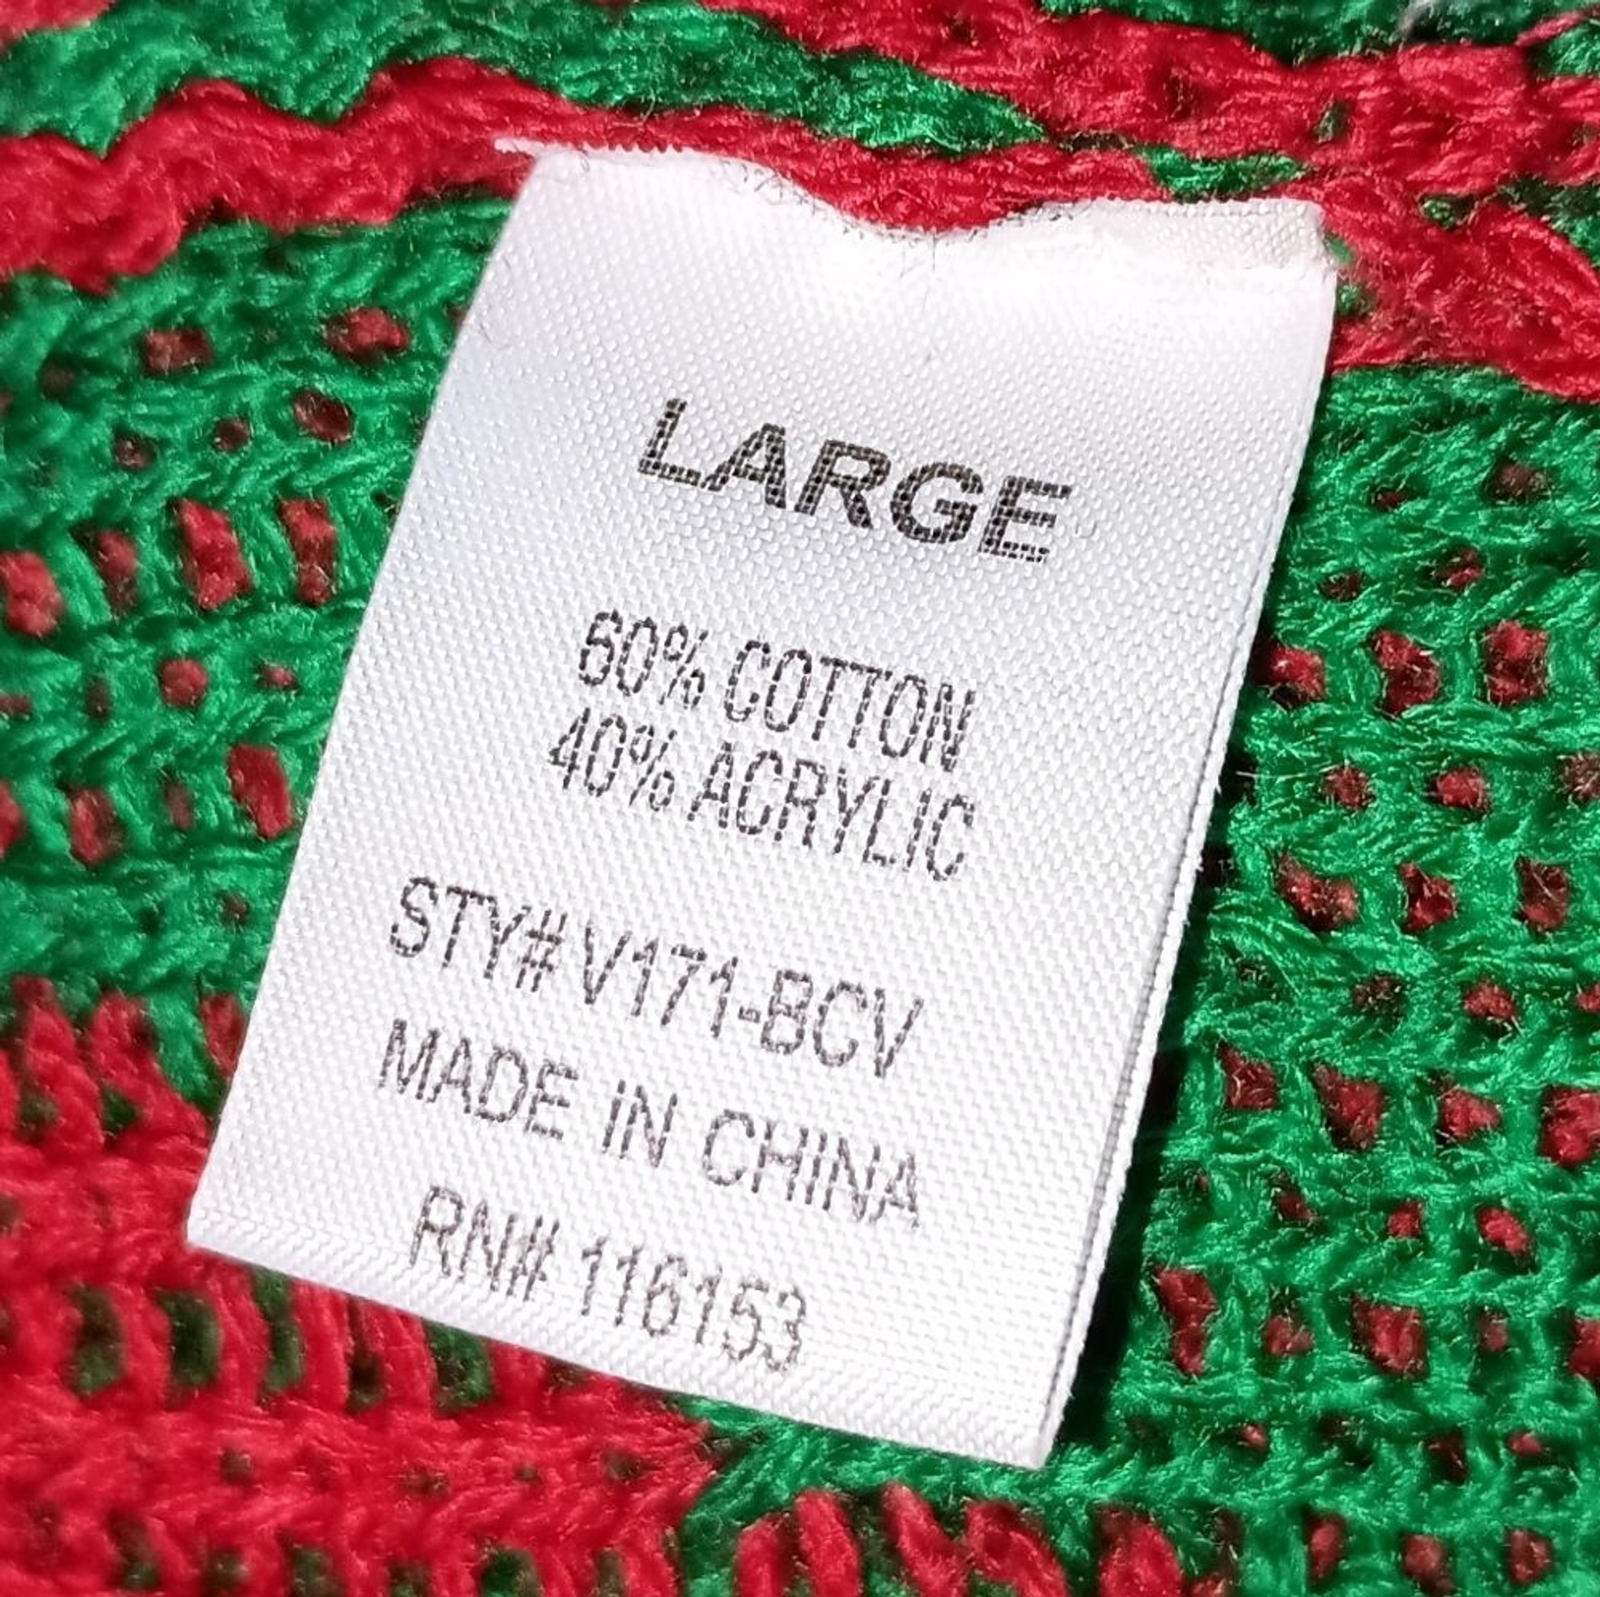 LARGE
60% COTTON
40% ACRYLIC
STY# V171-BCV
MADE IN CHINA
RN# 116153